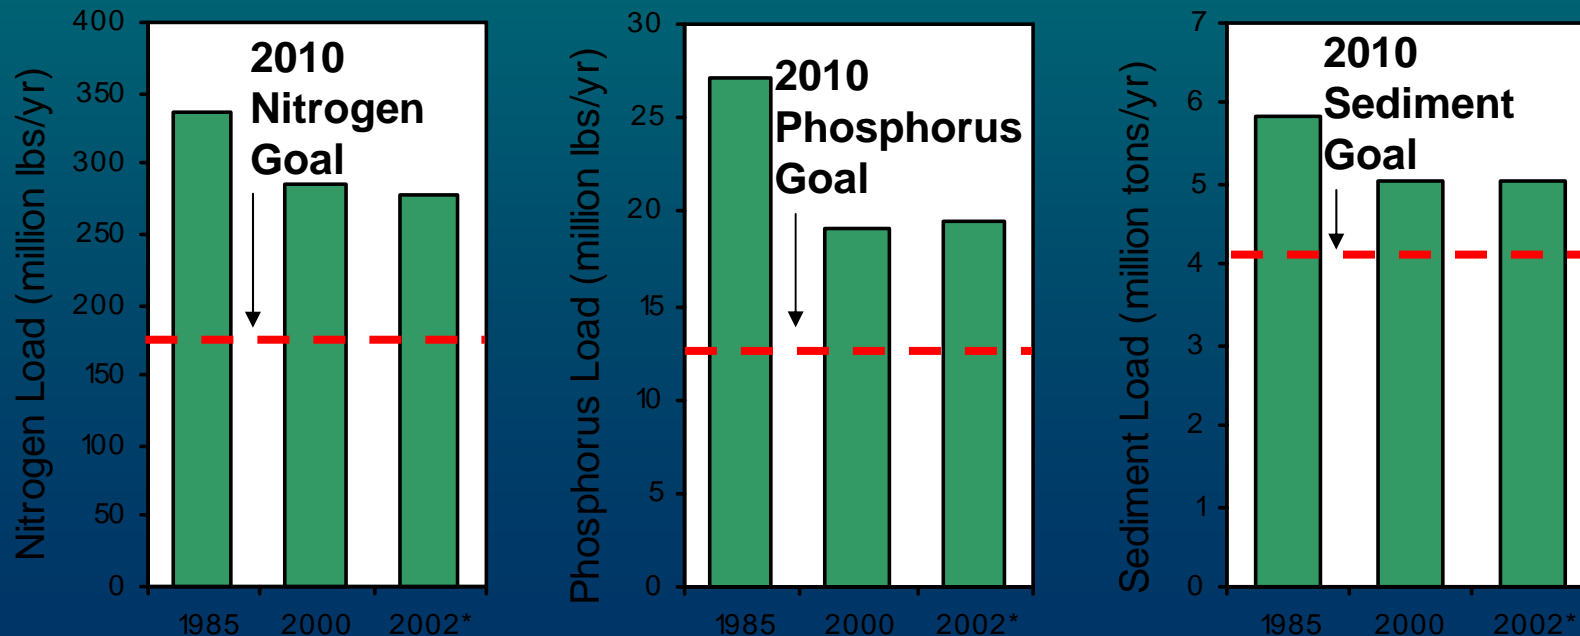 Nitrogen Load (million lbs/yr)
400
350
300
250
200
150
100
50
0
2010
Nitrogen
Goal
1985 2000 2002*
Phosphorus Load (million lbs/yr)
30
25
20
15
10
5
0
2010
Phosphorus
Goal
1985 2000 2002*
Sediment Load (million tons/yr)
7
6
5
4
3
2
1
0
2010
Sediment
Goal
1985 2000 2002*